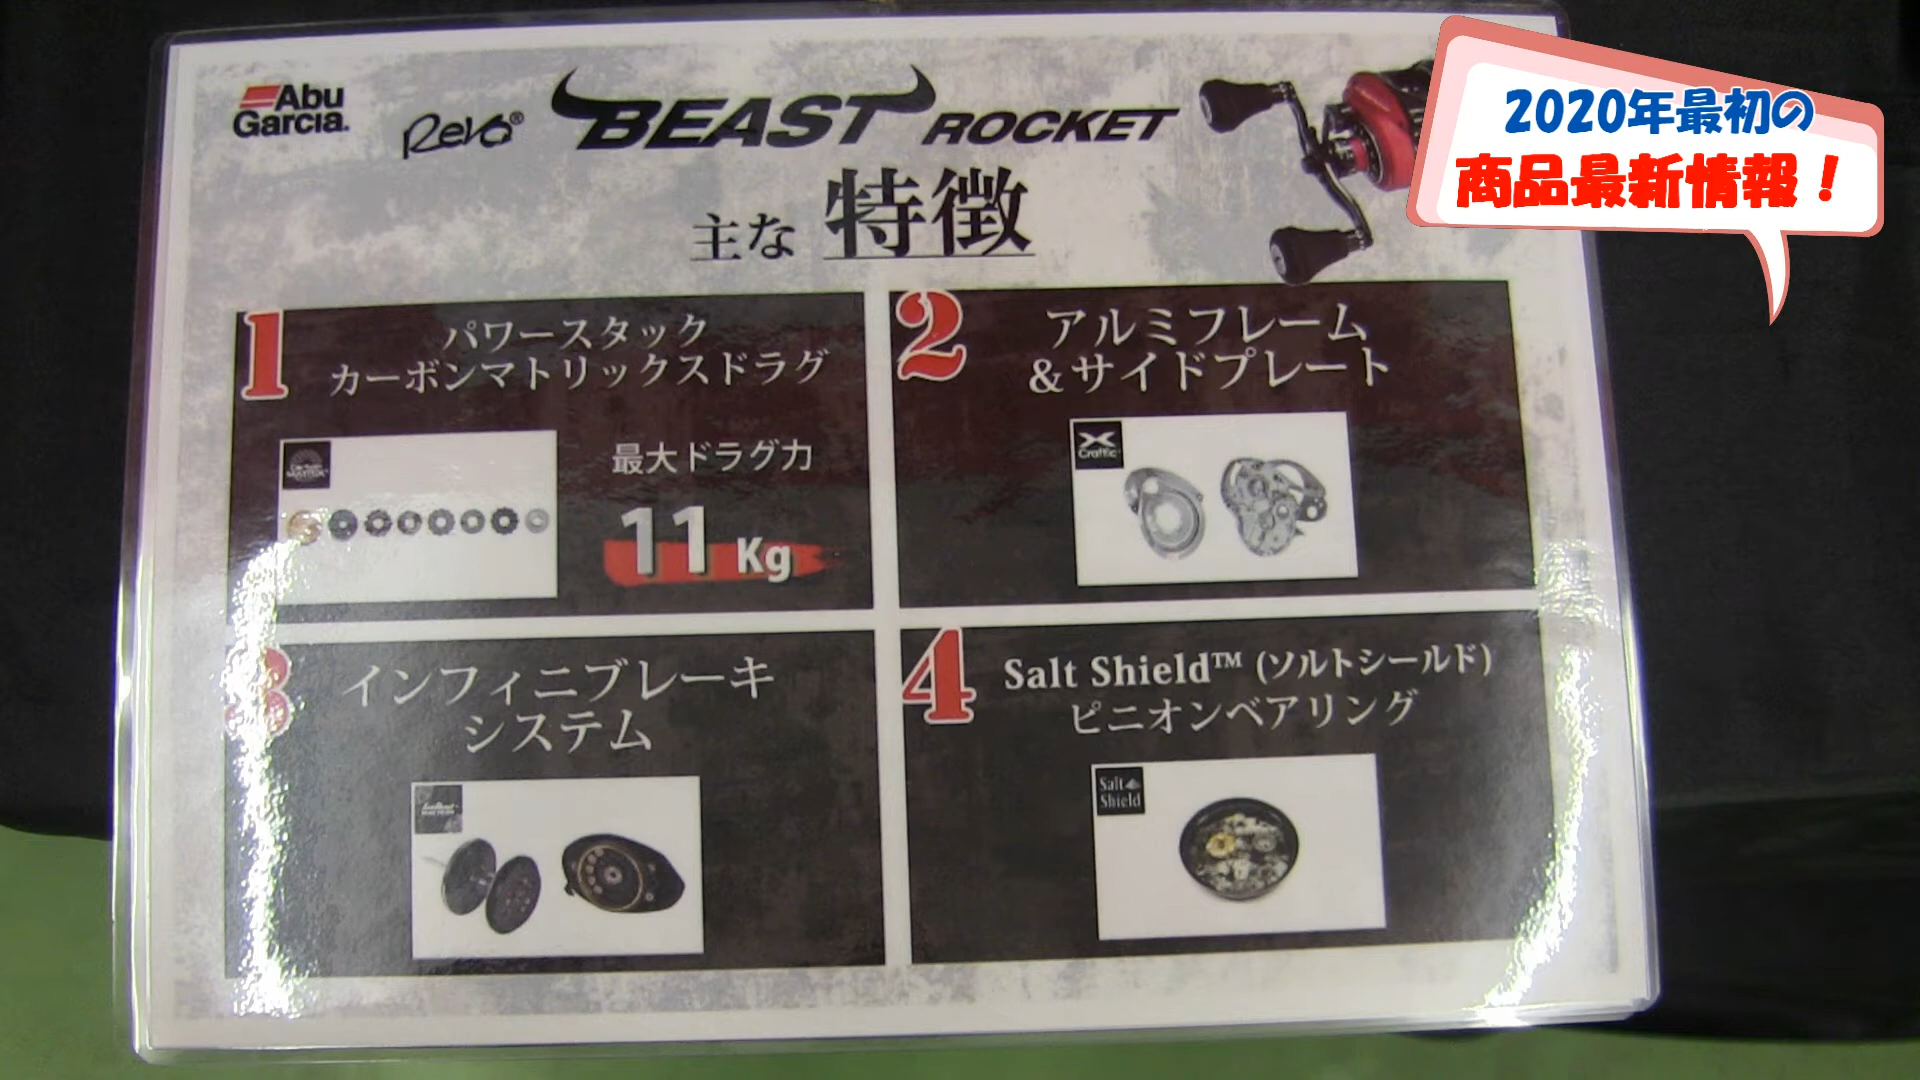 Abu
Garcia.
Revo® BEAST ROCKET
主な 特徴
2020年最初の
商品最新情報！
1
パワースタック
カーボンマトリックスドラグ
最大ドラグ力
11 Kg
2
アルミフレーム
＆サイドプレート
X
Craftic
3
インフィニブレーキ
システム
4
Salt Shield™ (ソルトシールド)
ピニオンベアリング
Salt
Shield